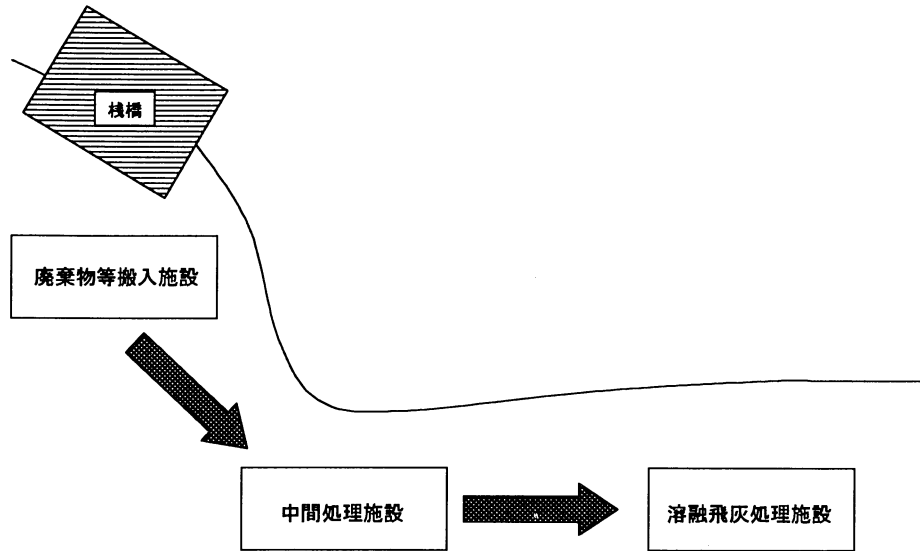 桟橋
廃棄物等搬入施設
中間処理施設
溶融飛灰処理施設